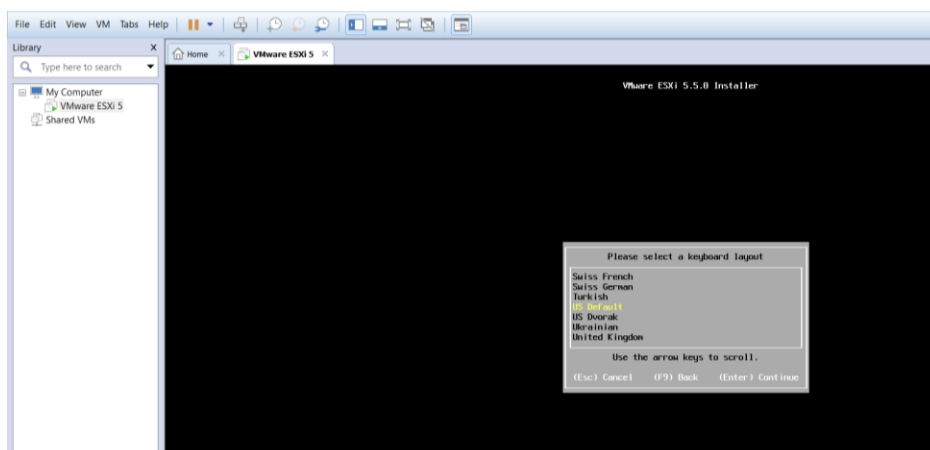 File Edit View VM Tabs Help
Library X
Home × VMware ESXi 5 ×
Type here to search
My Computer
VMware ESXi 5
Shared VMs
VMware ESXi 5.5.0 Installer
Please select a keyboard layout
Swiss French
Swiss German
Turkish
US Default
US Dvorak
Ukrainian
United Kingdom
Use the arrow keys to scroll.
(Esc) Cancel (F9) Back (Enter) Continue